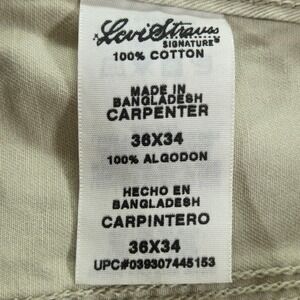 Levi Strauss
SIGNATURE
100% COTTON
MADE IN
BANGLADESH
CARPENTER
36X34
100% ALGODON
HECHO EN
BANGLADESH
CARPINTERO
36X34
UPC#039307445153